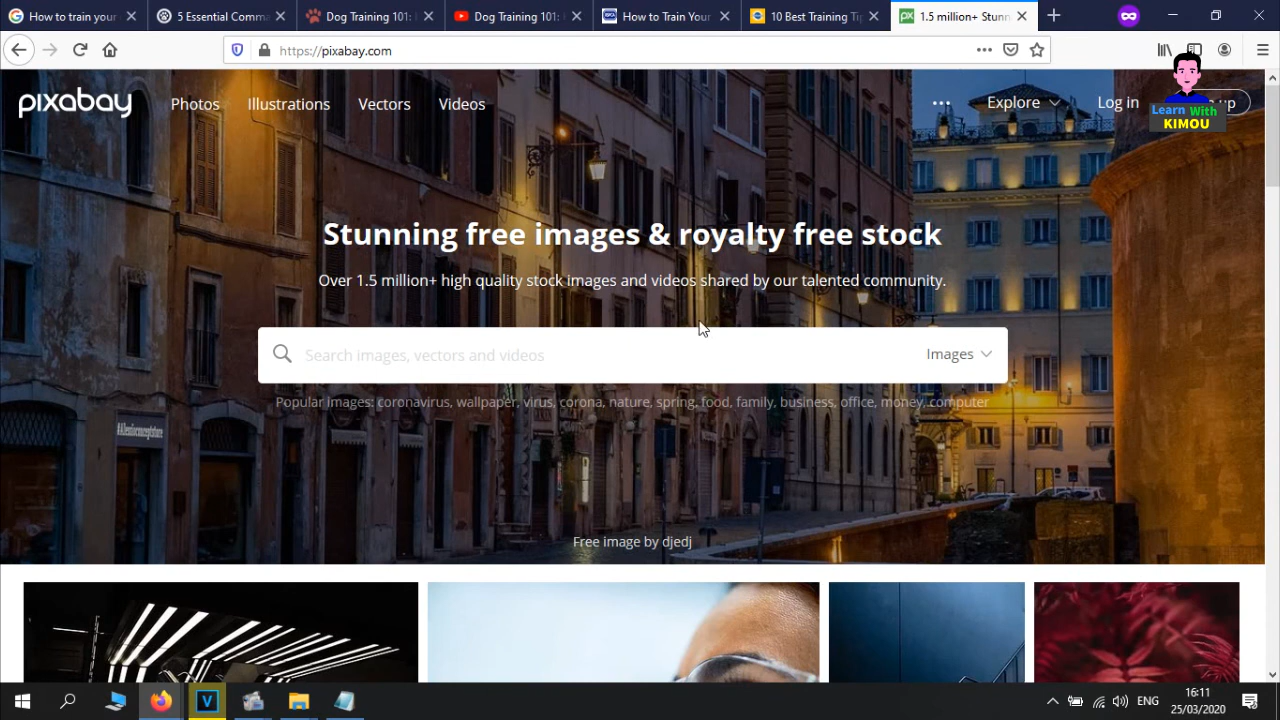 How to train your
5 Essential Comma
Dog Training 101:
Dog Training 101:
How to Train Your
10 Best Training Tip
1.5 million+ Stunn
https://pixabay.com
pixabay
Photos
Illustrations
Vectors
Videos
Explore
Log in
up
Learn With
KIMOU
Stunning free images & royalty free stock
Over 1.5 million+ high quality stock images and videos shared by our talented community.
Search images, vectors and videos
Images
Popular images: coronavirus, wallpaper, virus, corona, nature, spring, food, family, business, office, money, computer
Free image by djedj
V
ENG
16:11
25/03/2020